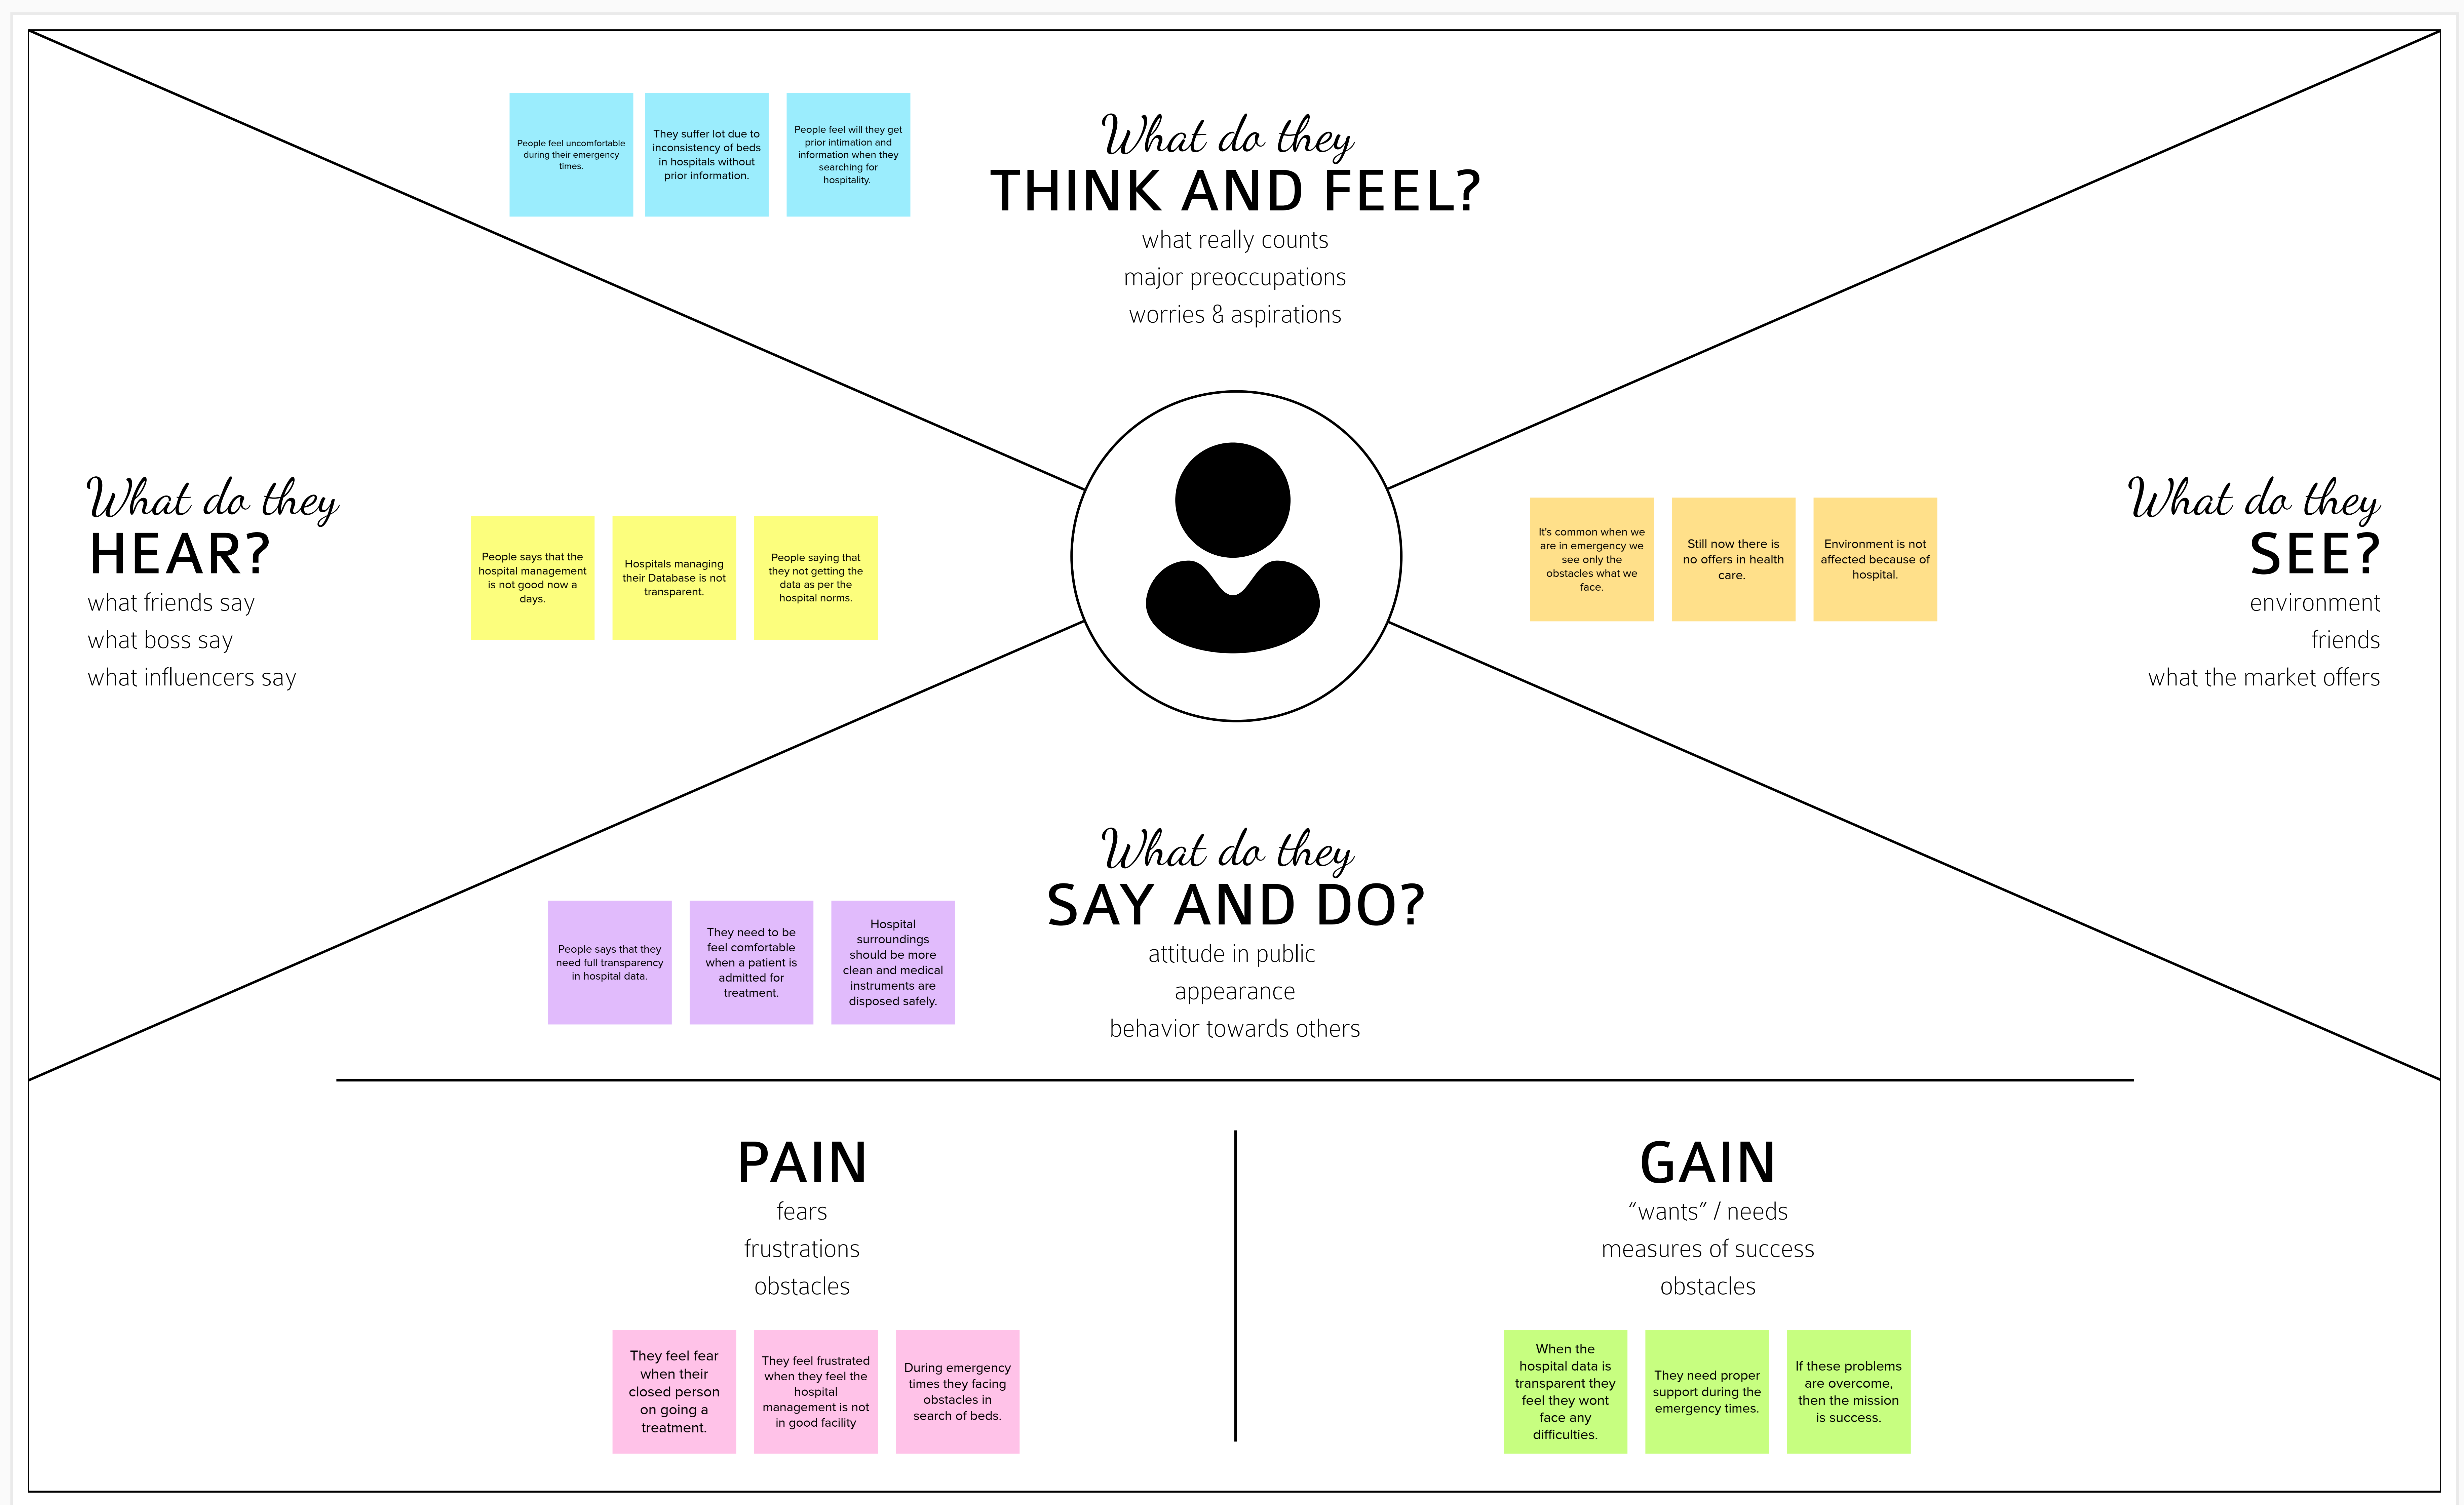 People feel uncomfortable
during their emergency
times.
They suffer lot due to
inconsistency of beds
in hospitals without
prior information.
People feel will they get
prior intimation and
information when they
searching for
hospitality.
What do they
THINK AND FEEL?
what really counts
major preoccupations
worries & aspirations
What do they
HEAR?
what friends say
what boss say
what influencers say
People says that the
hospital management
is not good now a
days.
Hospitals managing
their Database is not
transparent.
People saying that
they not getting the
data as per the
hospital norms.
It's common when we
are in emergency we
see only the
obstacles what we
face.
Still now there is
no offers in health
care.
Environment is not
affected because of
hospital.
What do they
SEE?
environment
friends
what the market offers
People says that they
need full transparency
in hospital data.
They need to be
feel comfortable
when a patient is
admitted for
treatment.
Hospital
surroundings
should be more
clean and medical
instruments are
disposed safely.
What do they
SAY AND DO?
attitude in public
appearance
behavior towards others
PAIN
fears
frustrations
obstacles
They feel fear
when their
closed person
on going a
treatment.
They feel frustrated
when they feel the
hospital
management is not
in good facility
During emergency
times they facing
obstacles in
search of beds.
GAIN
“wants” / needs
measures of success
obstacles
When the
hospital data is
transparent they
feel they wont
face any
difficulties.
They need proper
support during the
emergency times.
If these problems
are overcome,
then the mission
is success.